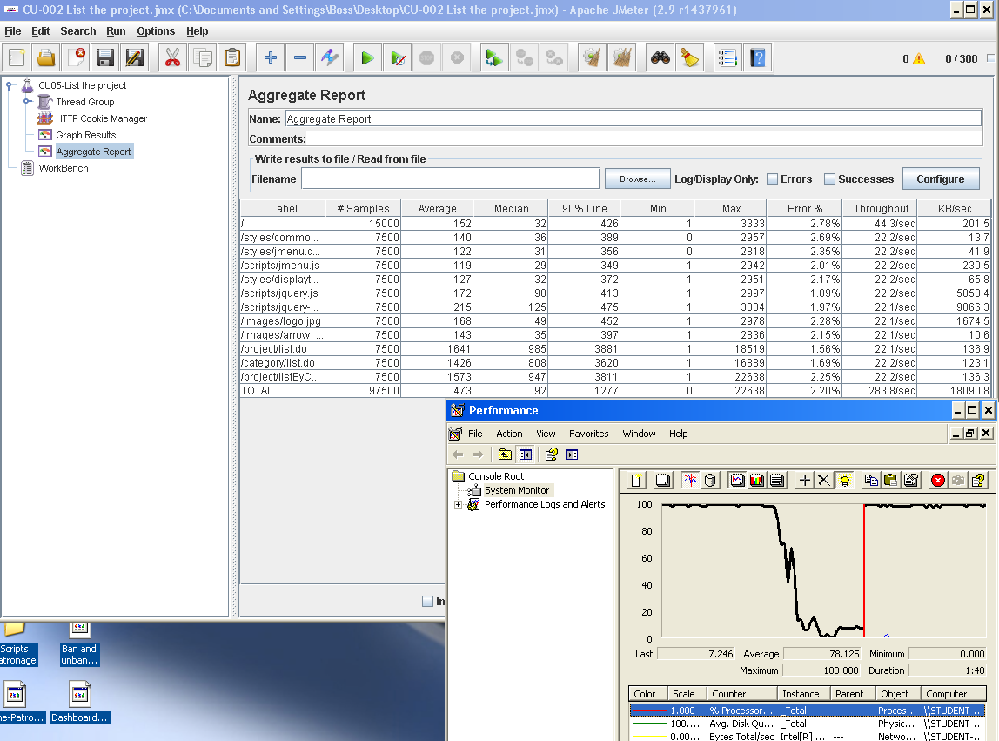 CU-002 List the project.jmx (C:\Documents and Settings\Boss\Desktop\CU-002 List the project.jmx) - Apache JMeter (2.9 r1437961)
File Edit Search Run Options Help
0 0 / 300
CU05-List the project
Thread Group
HTTP Cookie Manager
Graph Results
Aggregate Report
WorkBench
Aggregate Report
Name: Aggregate Report
Comments:
Write results to file / Read from file
Filename Browse... Log/Display Only: Errors Successes Configure
Label # Samples Average Median 90% Line Min Max Error % Throughput KB/sec
/ 15000 152 32 426 1 3333 2.78% 44.3/sec 201.5
/styles/commo... 7500 140 36 389 0 2957 2.69% 22.2/sec 13.7
/styles/jmenu.c... 7500 122 31 356 0 2818 2.35% 22.2/sec 41.9
/scripts/jmenu.js 7500 119 29 349 1 2942 2.01% 22.2/sec 230.5
/styles/displayt... 7500 127 32 372 1 2951 2.17% 22.2/sec 65.8
/scripts/jquery.js 7500 172 90 413 1 2997 1.89% 22.2/sec 5853.4
/scripts/jquery-... 7500 215 125 475 1 3084 1.97% 22.1/sec 9866.3
/images/logo.jpg 7500 168 49 452 1 2978 2.28% 22.1/sec 1674.5
/images/arrow_... 7500 143 35 397 1 2836 2.15% 22.1/sec 10.6
/project/list.do 7500 1641 985 3881 1 18519 1.56% 22.1/sec 136.9
/category/list.do 7500 1426 808 3620 1 16889 1.69% 22.2/sec 123.1
/project/listByC... 7500 1573 947 3811 1 22638 2.25% 22.1/sec 136.3
TOTAL 97500 473 92 1277 0 22638 2.20% 283.8/sec 18090.8
In
Performance
File Action View Favorites Window Help
Console Root
System Monitor
Performance Logs and Alerts
100
80
60
40
20
0
Last 7.246 Average 78.125 Minimum 0.000
Maximum 100.000 Duration 1:40
Color Scale Counter Instance Parent Object Computer
1.000 % Processor... _Total --- Proces... \\STUDENT-...
100.... Avg. Disk Qu... _Total --- Physic... \\STUDENT-...
0.00... Bytes Total/sec Intel[R] ... --- Netwo... \\STUDENT-...
Scripts
atronage
Ban and
unban...
ne-Patro...
Dashboard...